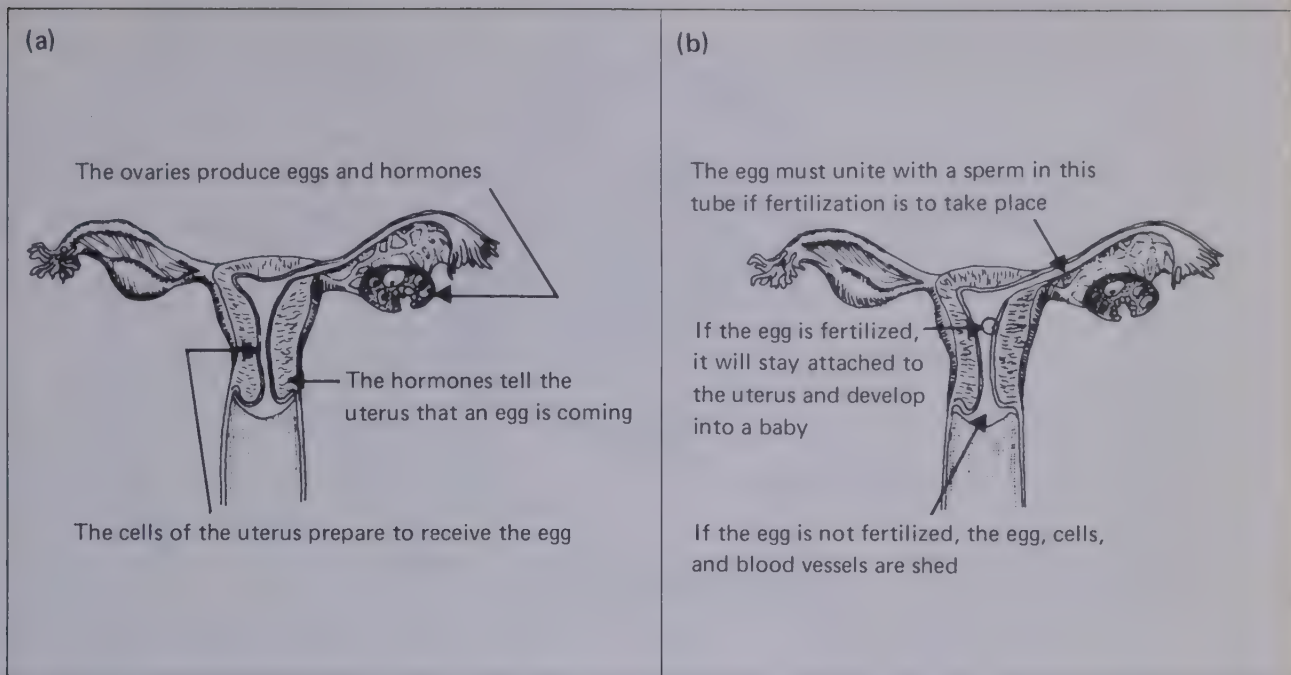 (a)
The ovaries produce eggs and hormones
The hormones tell the
uterus that an egg is coming
The cells of the uterus prepare to receive the egg
(b)
The egg must unite with a sperm in this
tube if fertilization is to take place
If the egg is fertilized,
it will stay attached to
the uterus and develop
into a baby
If the egg is not fertilized, the egg, cells,
and blood vessels are shed